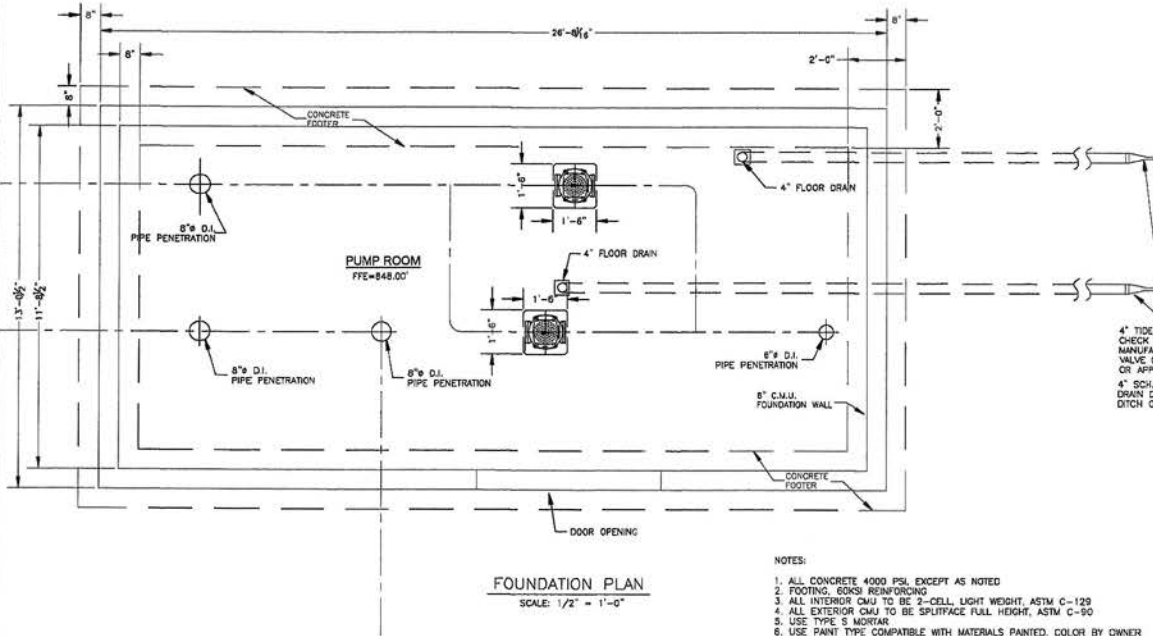 8"
26'-8 1/16"
8"
8"
2'-0"
8"
CONCRETE
FOOTER
2'-0"
13'-0 1/2"
11'-8 1/2"
1'-6"
1'-6"
4" FLOOR DRAIN
8"ø D.I.
PIPE PENETRATION
PUMP ROOM
FFE=848.00'
4" FLOOR DRAIN
1'-6"
1'-6"
8"ø D.I.
PIPE PENETRATION
8"ø D.I.
PIPE PENETRATION
6"ø D.I.
PIPE PENETRATION
8" C.M.U.
FOUNDATION WALL
4" TIDE
CHECK
MANUFA
VALVE
OR APP
4" SCH.
DRAIN D
DITCH
CONCRETE
FOOTER
DOOR OPENING
FOUNDATION PLAN
SCALE: 1/2" = 1'-0"
NOTES:
1. ALL CONCRETE 4000 PSI, EXCEPT AS NOTED
2. FOOTING, 60KSI REINFORCING
3. ALL INTERIOR CMU TO BE 2-CELL, LIGHT WEIGHT, ASTM C-129
4. ALL EXTERIOR CMU TO BE SPLITFACE FULL HEIGHT, ASTM C-90
5. USE TYPE S MORTAR
6. USE PAINT TYPE COMPATIBLE WITH MATERIALS PAINTED, COLOR BY OWNER